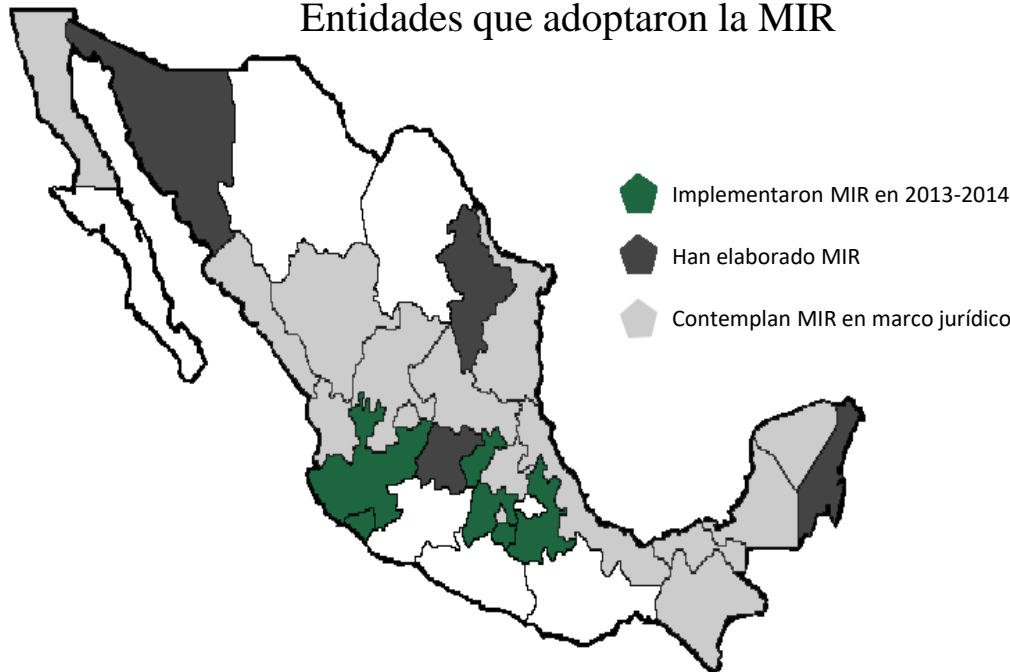 Entidades que adoptaron la MIR
Implementaron MIR en 2013-2014
Han elaborado MIR
Contemplan MIR en marco jurídico